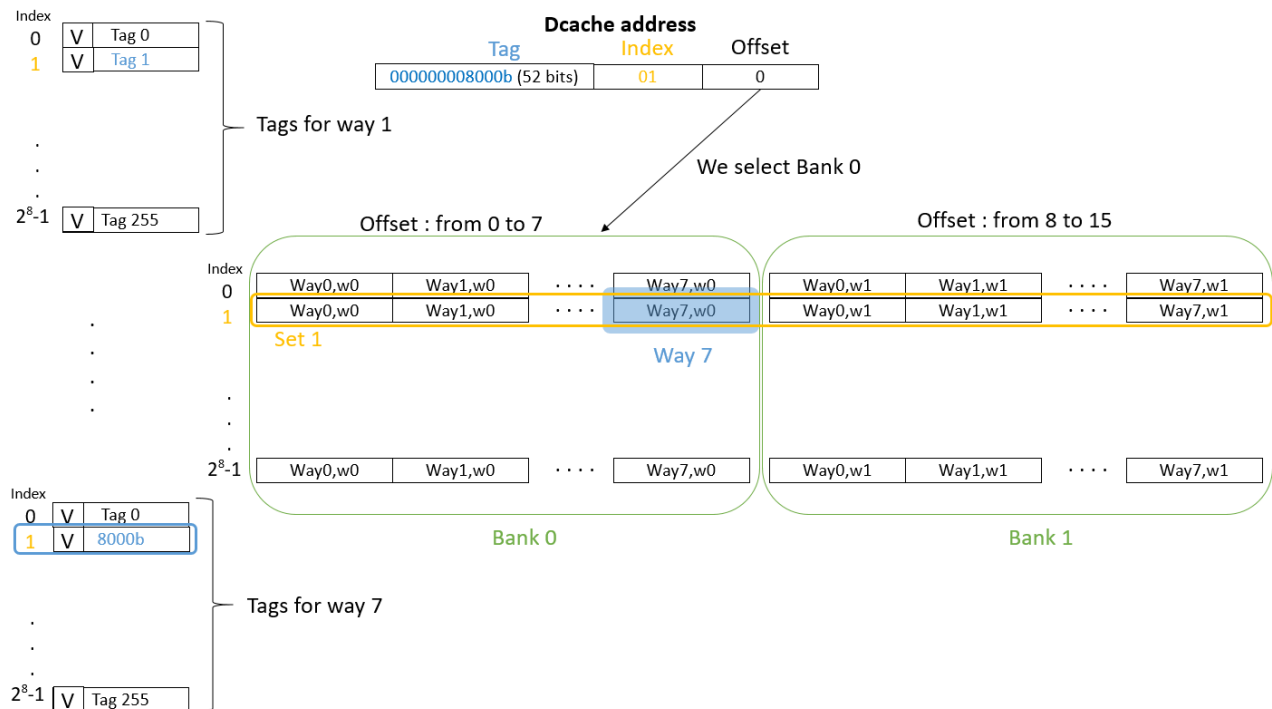 Index
0 V Tag 0
1 V Tag 1
.
.
.
2⁸-1 V Tag 255
Tags for way 1
Dcache address
Tag Index Offset
000000008000b (52 bits) 01 0
We select Bank 0
Offset : from 0 to 7
Offset : from 8 to 15
Index
0 Way0,w0 Way1,w0 . . . . Way7,w0 Way0,w1 Way1,w1 . . . . Way7,w1
1 Way0,w0 Way1,w0 . . . . Way7,w0 Way0,w1 Way1,w1 . . . . Way7,w1
Set 1
Way 7
.
.
.
.
.
.
.
2⁸-1 Way0,w0 Way1,w0 . . . . Way7,w0 Way0,w1 Way1,w1 . . . . Way7,w1
Bank 0
Bank 1
Index
0 V Tag 0
1 V 8000b
.
.
.
2⁸-1 V Tag 255
Tags for way 7